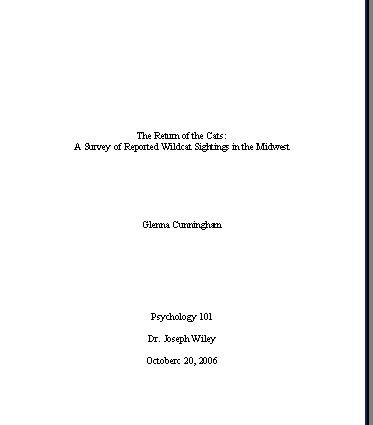 The Return of the Cats:
A Survey of Reported Wildcat Sightings in the Midwest
Glenna Cunningham
Psychology 101
Dr. Joseph Wiley
Octoberc 20, 2006